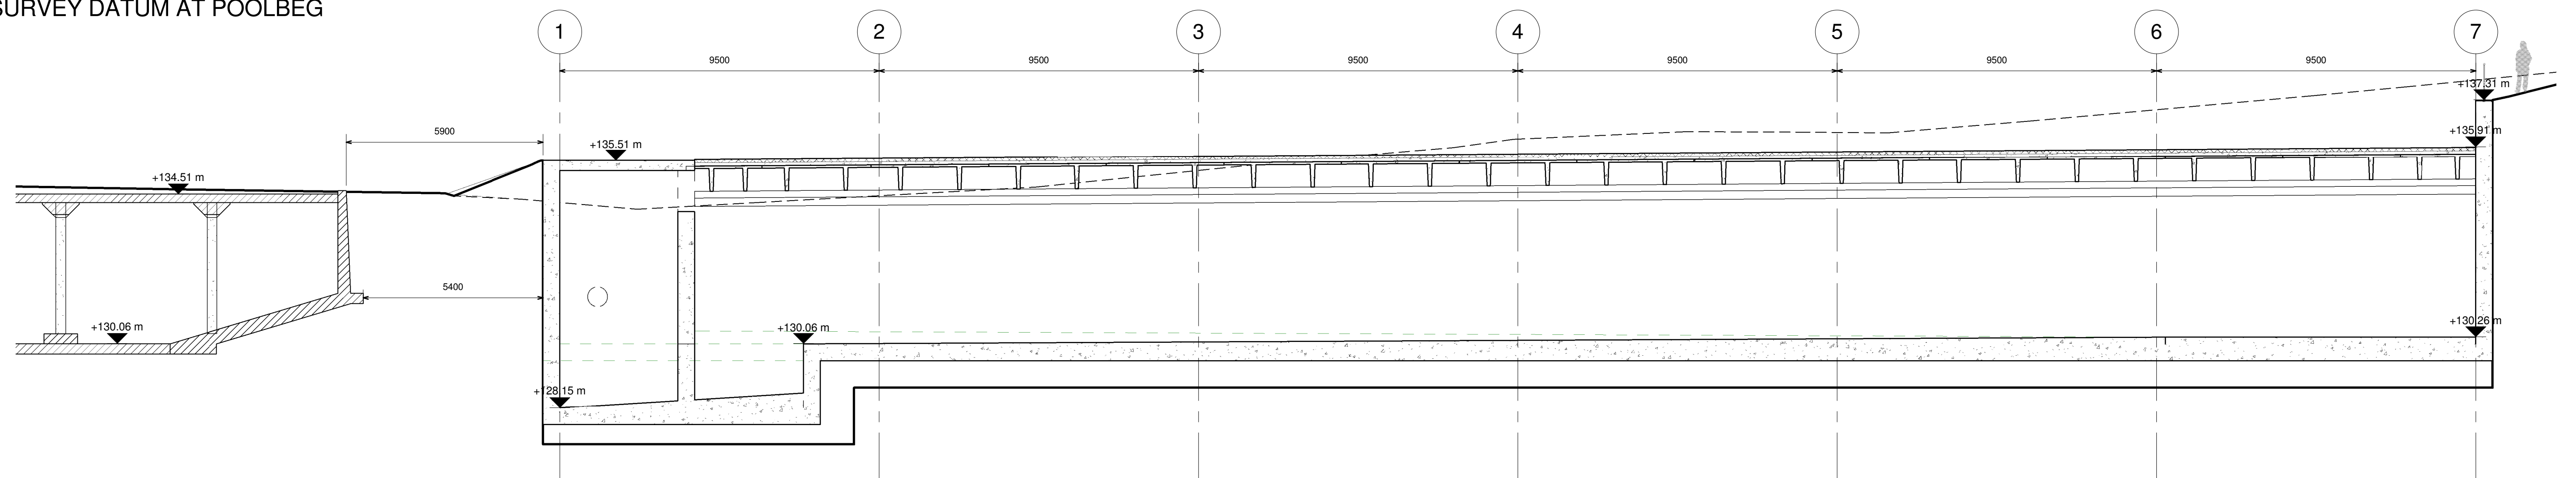 SURVEY DATUM AT POOLBEG
1 2 3 4 5 6 7
9500 9500 9500 9500 9500 9500
+137.31 m
5900
+135.91 m
+135.51 m
+134.51 m
5400
+130.26 m
+130.06 m
+130.06 m
+128.15 m